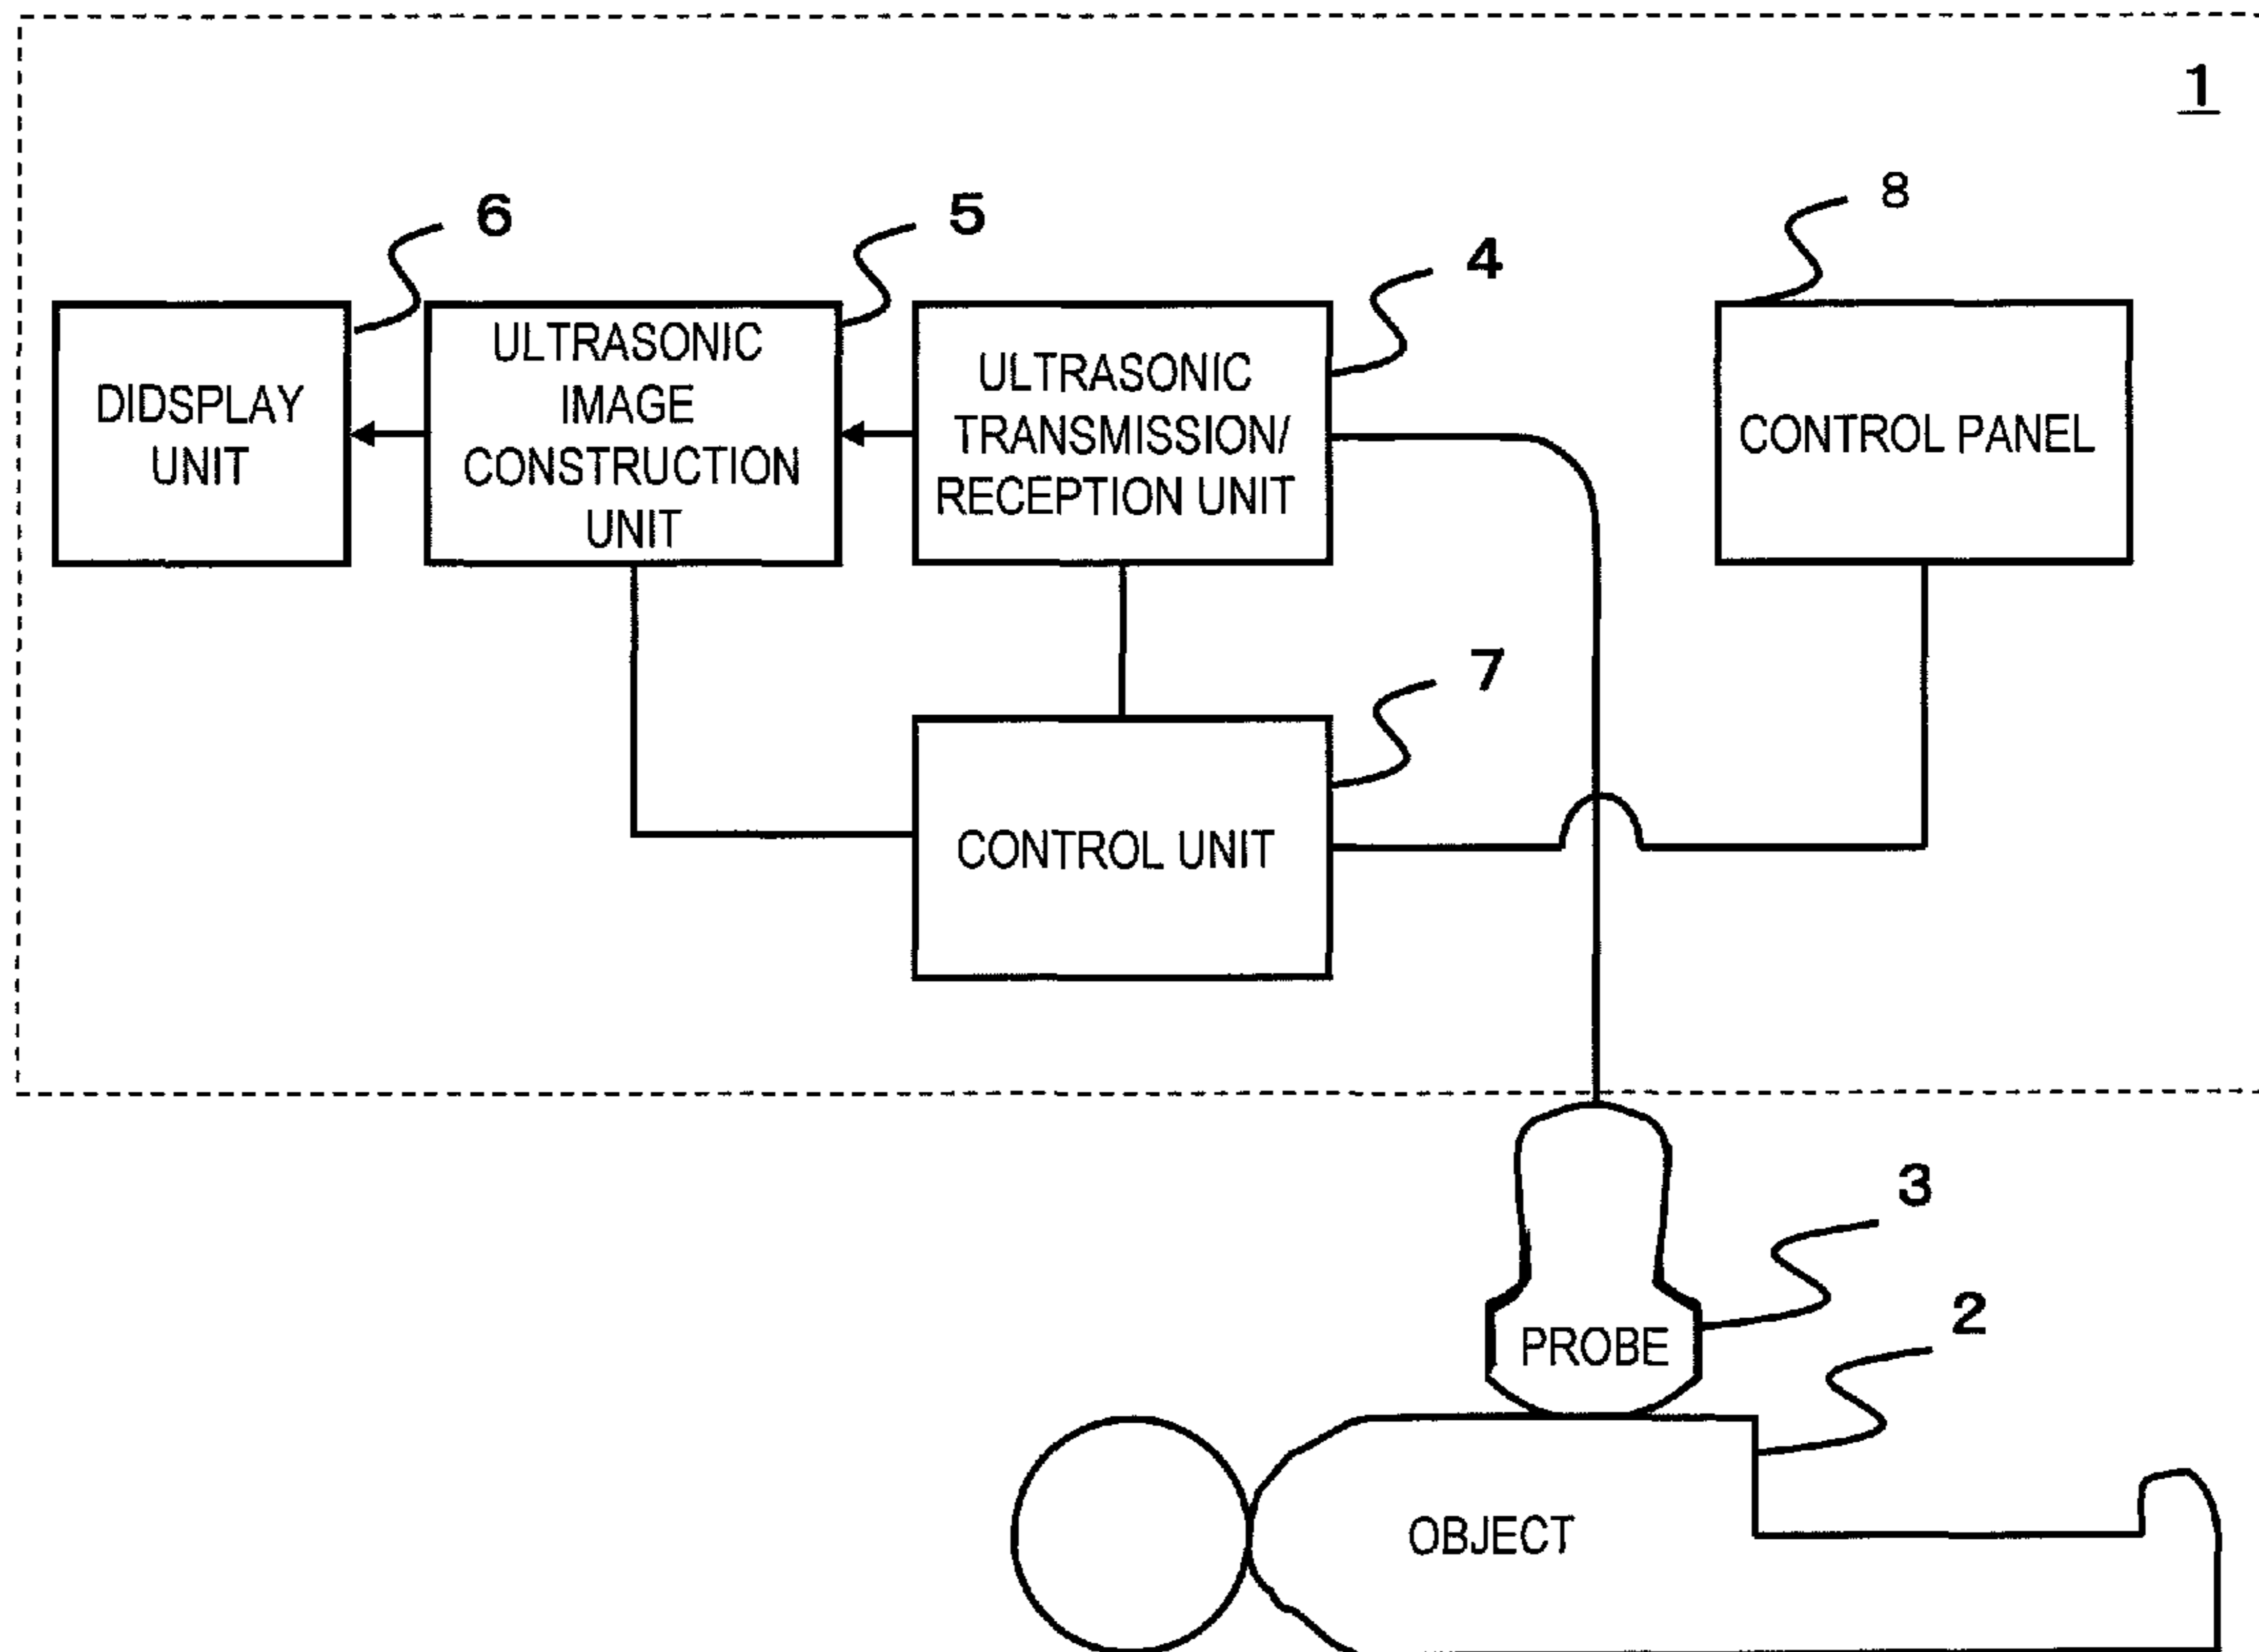 1
6
5
4
8
DIDSPLAY
UNIT
ULTRASONIC
IMAGE
CONSTRUCTION
UNIT
ULTRASONIC
TRANSMISSION/
RECEPTION UNIT
CONTROL PANEL
7
CONTROL UNIT
3
PROBE
2
OBJECT